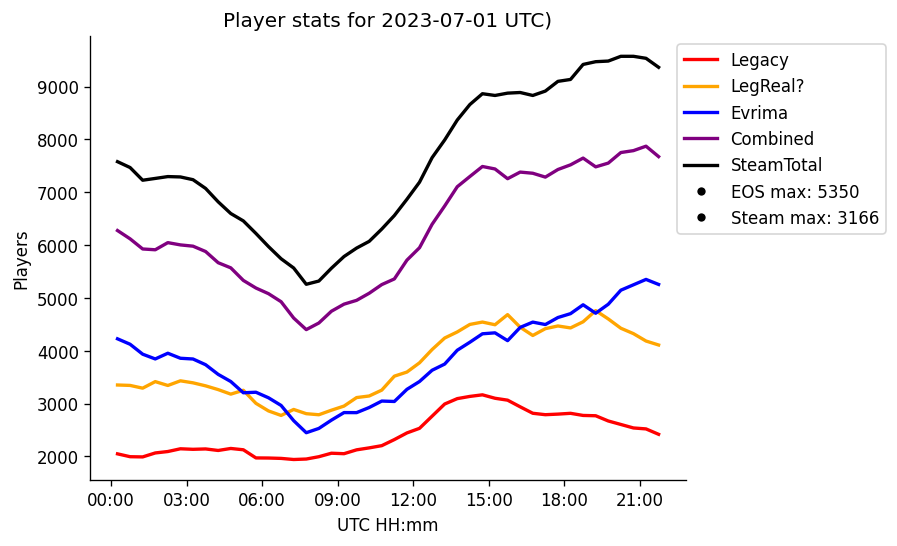 Player stats for 2023-07-01 UTC)
Players
9000
8000
7000
6000
5000
4000
3000
2000
00:00 03:00 06:00 09:00 12:00 15:00 18:00 21:00
UTC HH:mm
Legacy
LegReal?
Evrima
Combined
SteamTotal
EOS max: 5350
Steam max: 3166